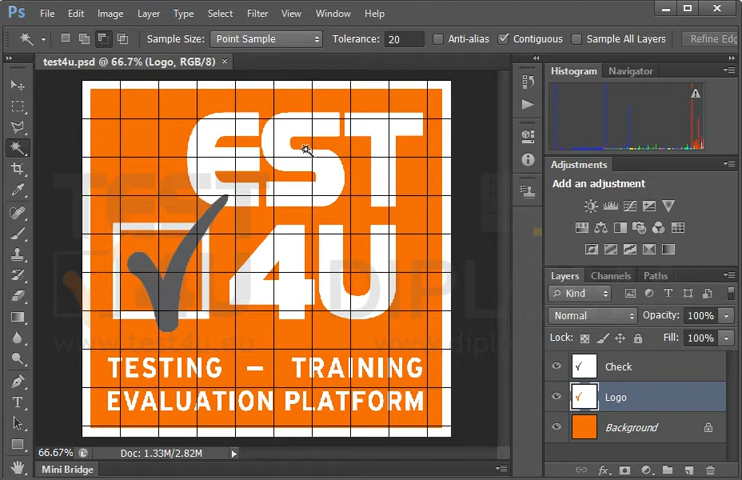 Ps File Edit Image Layer Type Select Filter View Window Help
Sample Size: Point Sample Tolerance: 20 Anti-alias Contiguous Sample All Layers Refine Edg
test4u.psd @ 66.7% (Logo, RGB/8) ×
Histogram Navigator
EST
4U
TESTING — TRAINING
EVALUATION PLATFORM
www.test4u.eu
Adjustments
Add an adjustment
Layers Channels Paths
Kind
Normal Opacity: 100%
Lock: Fill: 100%
Check
Logo
Background
66.67% Doc: 1.33M/2.82M
Mini Bridge